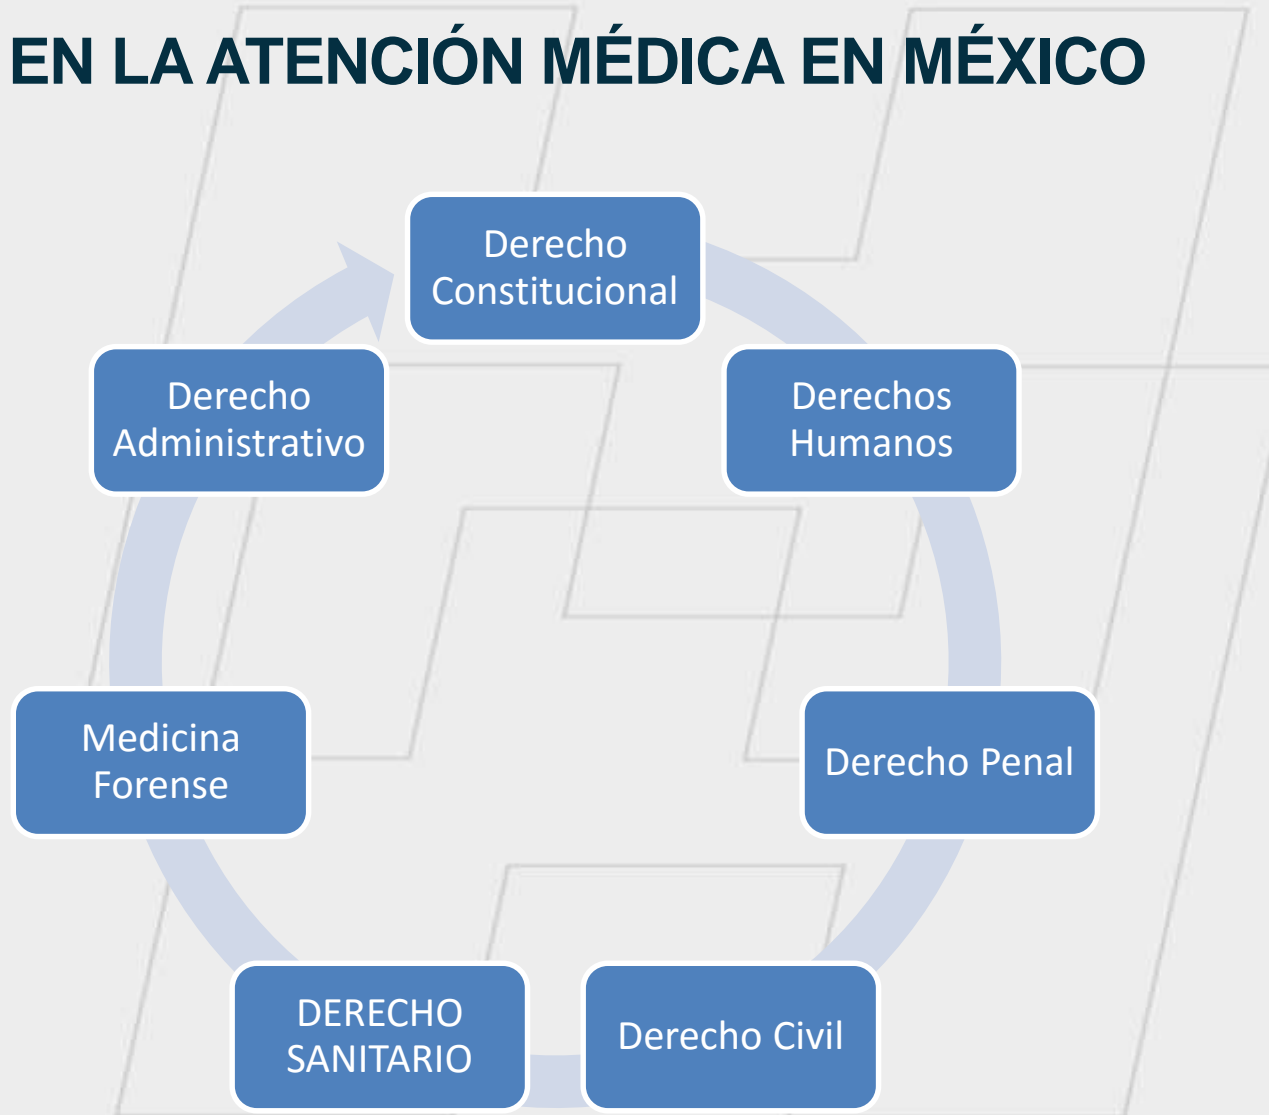 EN LA ATENCIÓN MÉDICA EN MÉXICO
Derecho
Constitucional
Derechos
Humanos
Derecho Penal
Derecho Civil
DERECHO
SANITARIO
Medicina
Forense
Derecho
Administrativo